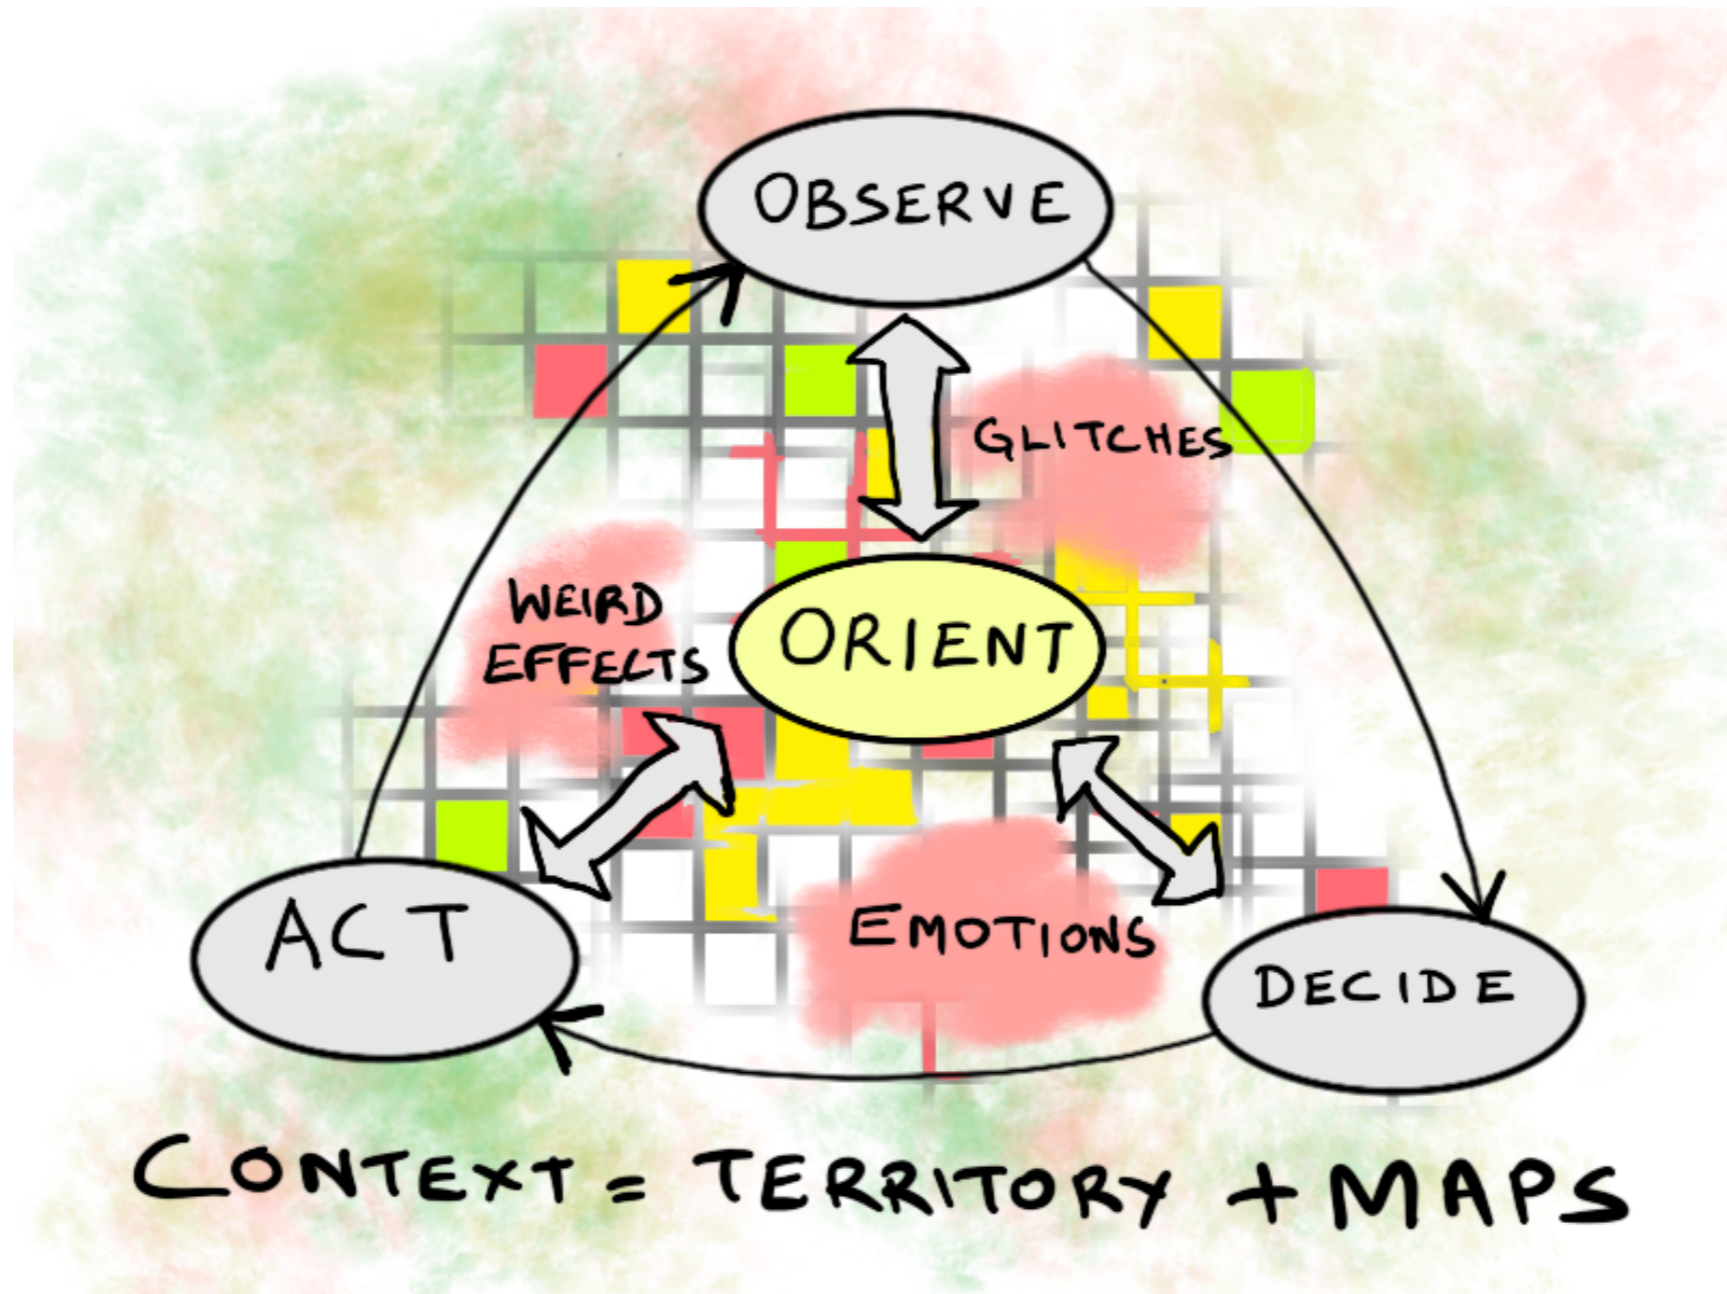 OBSERVE
GLITCHES
WEIRD
EFFECTS
ORIENT
ACT
EMOTIONS
DECIDE
CONTEXT = TERRITORY + MAPS